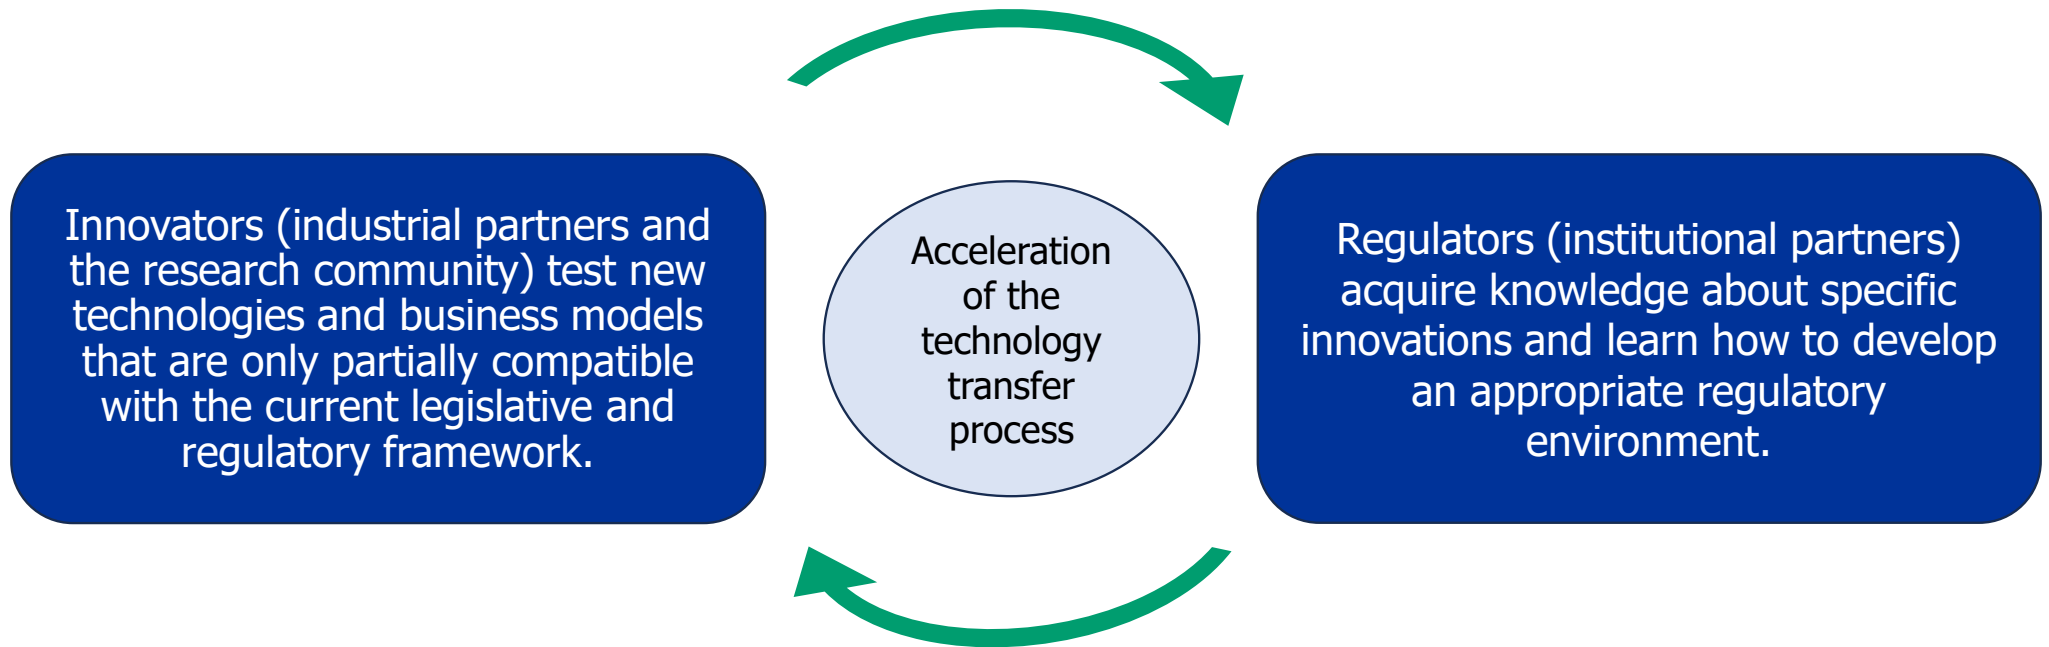 Innovators (industrial partners and
the research community) test new
technologies and business models
that are only partially compatible
with the current legislative and
regulatory framework.
Acceleration
of the
technology
transfer
process
Regulators (institutional partners)
acquire knowledge about specific
innovations and learn how to develop
an appropriate regulatory
environment.